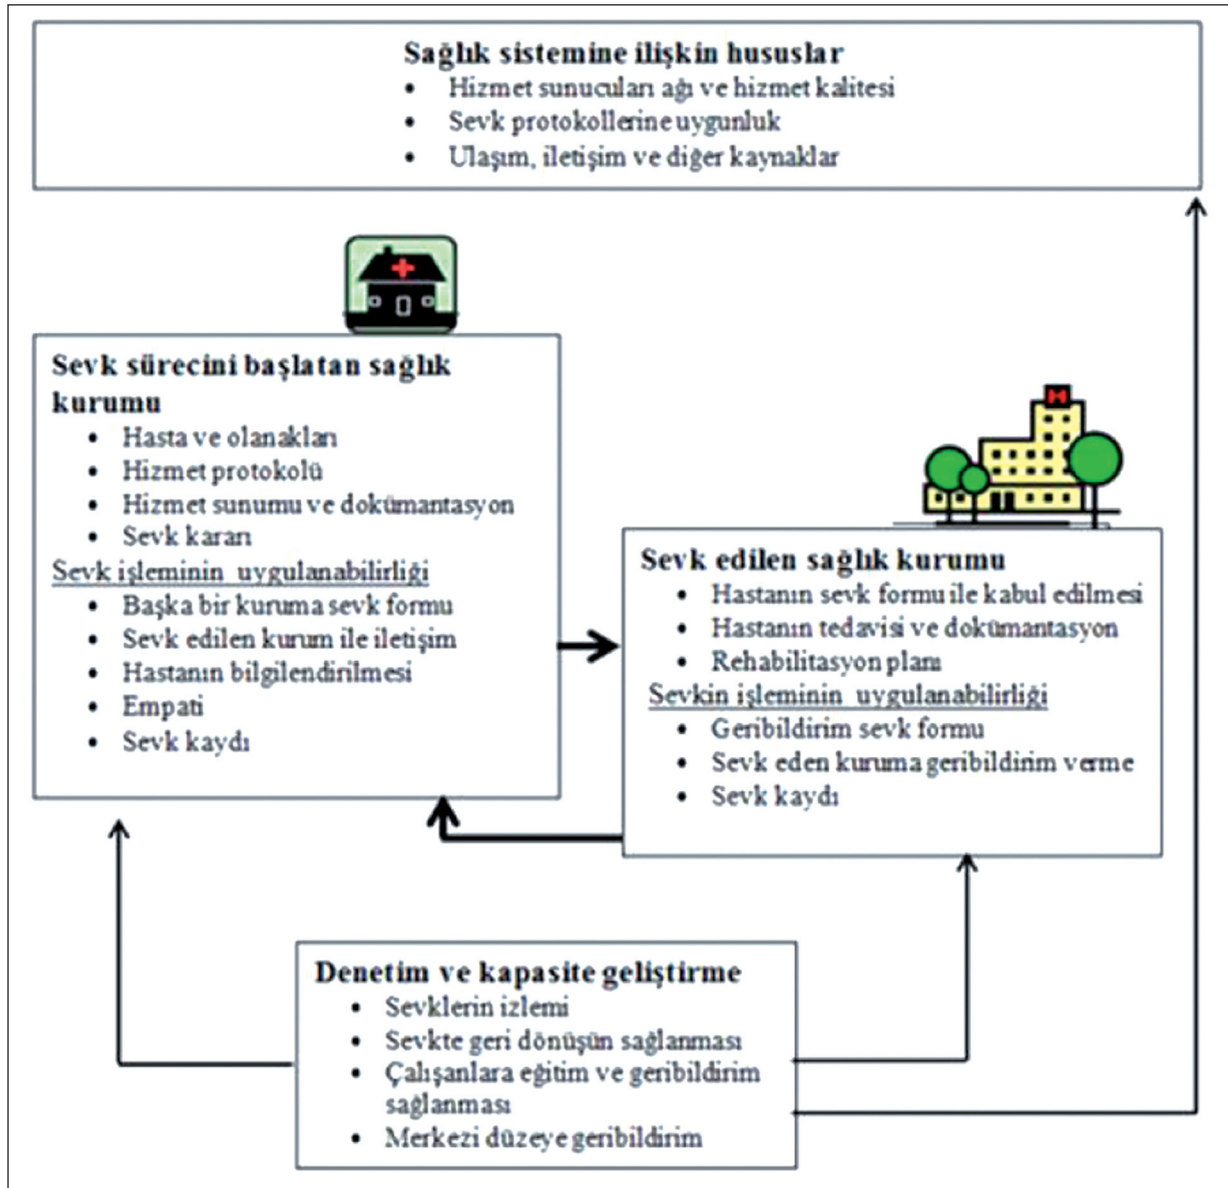 Sağlık sistemine ilişkin hususlar
• Hizmet sunucuları ağı ve hizmet kalitesi
• Sevk protokollerine uygunluk
• Ulaşım, iletişim ve diğer kaynaklar
Sevk sürecini başlatan sağlık
kurumu
• Hasta ve olanakları
• Hizmet protokolü
• Hizmet sunumu ve dokümantasyon
• Sevk kararı
Sevk işleminin uygulanabilirliği
• Başka bir kuruma sevk formu
• Sevk edilen kurum ile iletişim
• Hastanın bilgilendirilmesi
• Empati
• Sevk kaydı
H
Sevk edilen sağlık kurumu
• Hastanın sevk formu ile kabul edilmesi
• Hastanın tedavisi ve dokümantasyon
• Rehabilitasyon planı
Sevkin işleminin uygulanabilirliği
• Geribildirim sevk formu
• Sevk eden kuruma geribildirim verme
• Sevk kaydı
Denetim ve kapasite geliştirme
• Sevklerin izlemi
• Sevkte geri dönüşün sağlanması
• Çalışanlara eğitim ve geribildirim
sağlanması
• Merkezi düzeye geribildirim